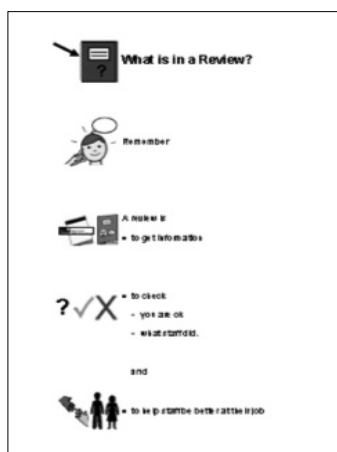 What is in a Review?
?
Remember
A review is
- to get information
? - to check
- you are ok
- what staff did.
and
- to help staff be better at their job